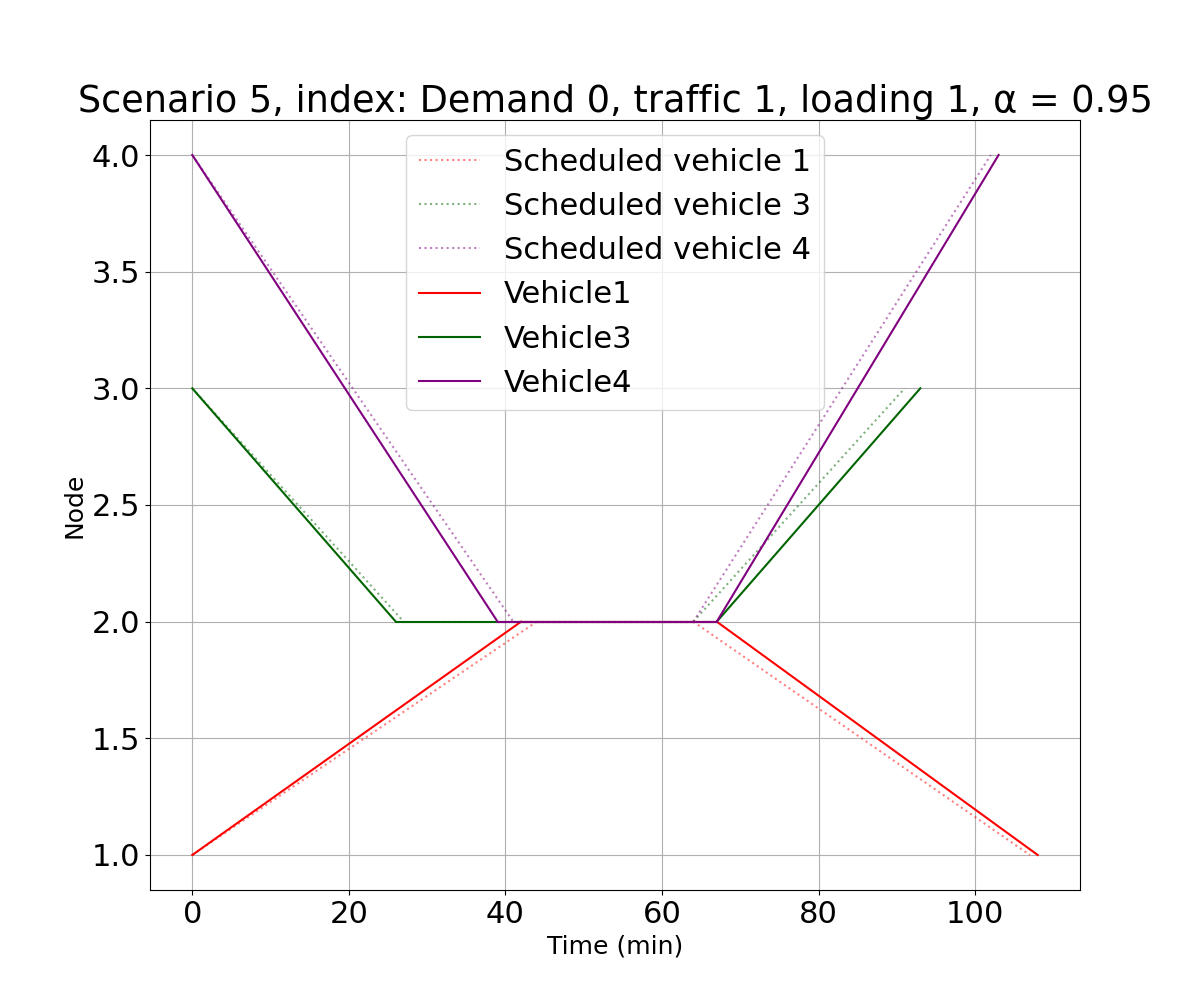 Scenario 5, index: Demand 0, traffic 1, loading 1, α = 0.95
4.0
3.5
3.0
2.5
2.0
1.5
1.0
Node
Scheduled vehicle 1
Scheduled vehicle 3
Scheduled vehicle 4
Vehicle1
Vehicle3
Vehicle4
0 20 40 60 80 100
Time (min)